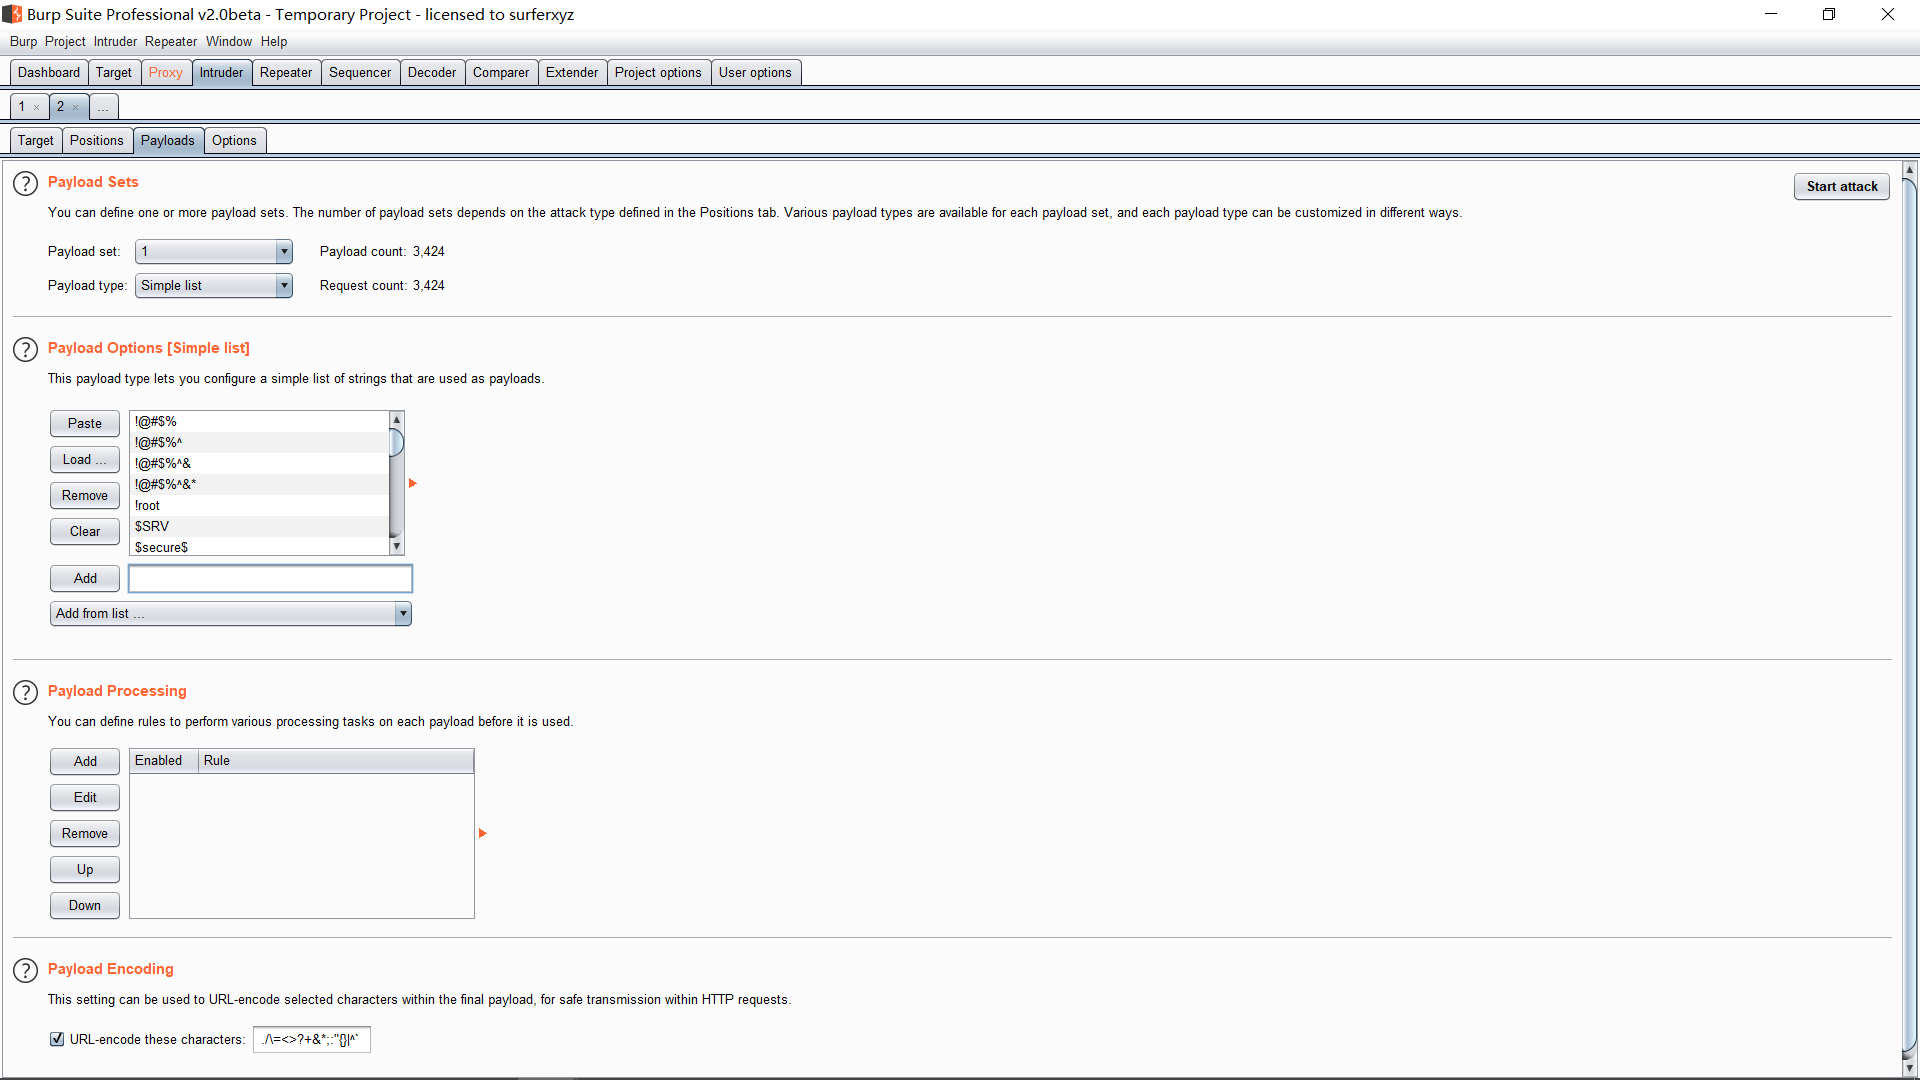 Burp Suite Professional v2.0beta - Temporary Project - licensed to surferxyz
Burp Project Intruder Repeater Window Help
Dashboard Target Proxy Intruder Repeater Sequencer Decoder Comparer Extender Project options User options
1 × 2 × ...
Target Positions Payloads Options
? Payload Sets
Start attack
You can define one or more payload sets. The number of payload sets depends on the attack type defined in the Positions tab. Various payload types are available for each payload set, and each payload type can be customized in different ways.
Payload set: 1 Payload count: 3,424
Payload type: Simple list Request count: 3,424
? Payload Options [Simple list]
This payload type lets you configure a simple list of strings that are used as payloads.
Paste
Load ...
Remove
Clear
!@#$%
!@#$%^
!@#$%^&
!@#$%^&*
!root
$SRV
$secure$
Add
Add from list ...
? Payload Processing
You can define rules to perform various processing tasks on each payload before it is used.
Add
Edit
Remove
Up
Down
Enabled Rule
? Payload Encoding
This setting can be used to URL-encode selected characters within the final payload, for safe transmission within HTTP requests.
URL-encode these characters: ./\=<>?+&*;:"{}|^`